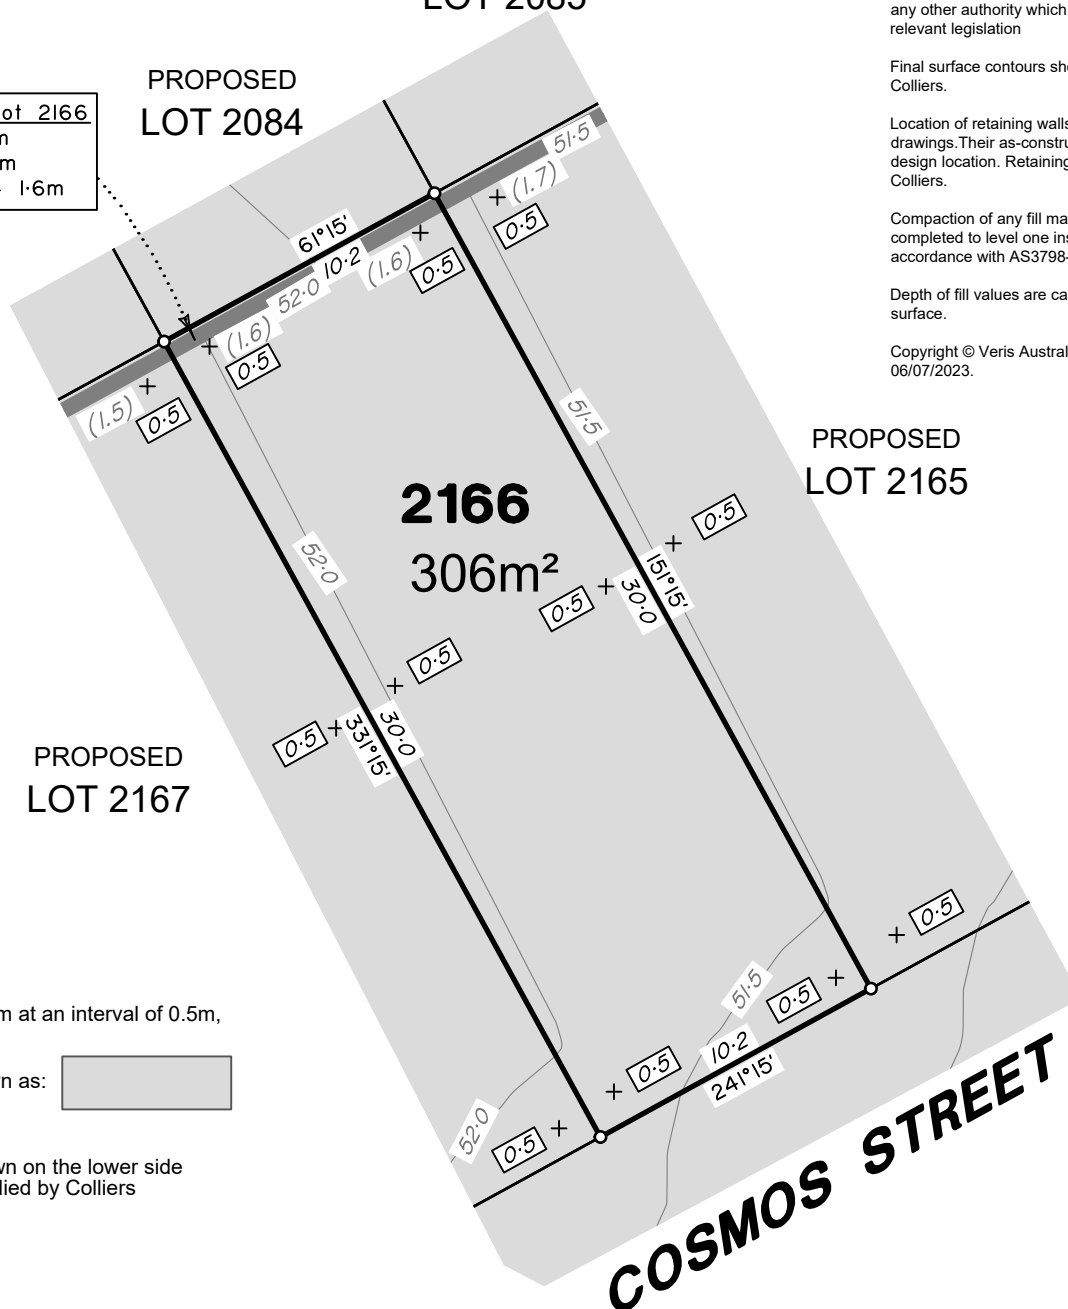 LOT 2085
any other authority which
relevant legislation
Final surface contours sh
Colliers.
Location of retaining walls
drawings.Their as-constru
design location. Retaining
Colliers.
Compaction of any fill ma
completed to level one ins
accordance with AS3798-
Depth of fill values are ca
surface.
Copyright © Veris Austral
06/07/2023.
PROPOSED
LOT 2084
ot 2166
m
m
1·6m
51·5
(1.7)
0·5
61°15'
10·2
(1.6)
0·5
52·0
(1.6)
0·5
(1.5)
0·5
51·5
PROPOSED
LOT 2165
2166
306m²
52·0
0·5
151°15'
30·0
0·5
0·5
30·0
331°15'
0·5
PROPOSED
LOT 2167
0·5
51·5
0·5
m at an interval of 0.5m,
10·2
241°15'
0·5
wn as:
52·0
0·5
wn on the lower side
lied by Colliers
COSMOS STREET